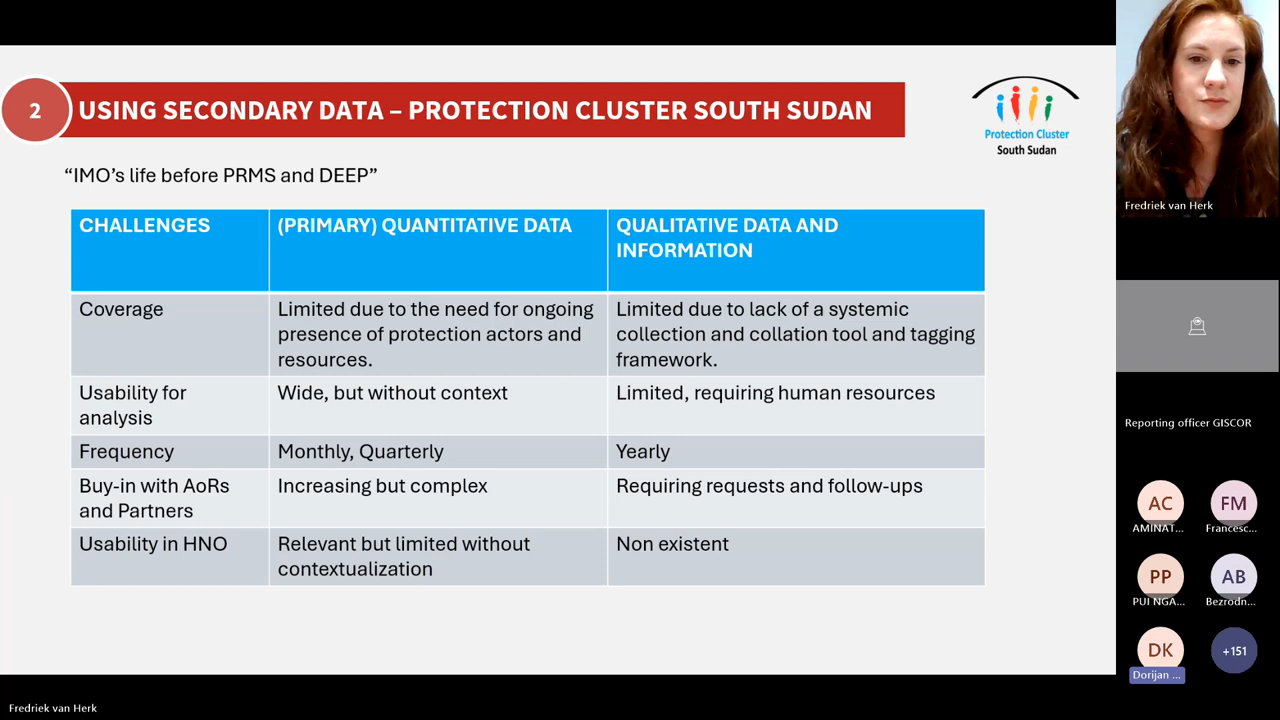 2
USING SECONDARY DATA – PROTECTION CLUSTER SOUTH SUDAN
Protection Cluster
South Sudan
“IMO’s life before PRMS and DEEP”
CHALLENGES
(PRIMARY) QUANTITATIVE DATA
QUALITATIVE DATA AND
INFORMATION
Coverage
Limited due to the need for ongoing
presence of protection actors and
resources.
Limited due to lack of a systemic
collection and collation tool and tagging
framework.
Usability for
analysis
Wide, but without context
Limited, requiring human resources
Frequency
Monthly, Quarterly
Yearly
Buy-in with AoRs
and Partners
Increasing but complex
Requiring requests and follow-ups
Usability in HNO
Relevant but limited without
contextualization
Non existent
Fredriek van Herk
Reporting officer GISCOR
AC
FM
AMINAT...
Francesc...
PP
AB
PUI NGA...
Bezrodn...
DK
+151
Dorijan ...
Fredriek van Herk